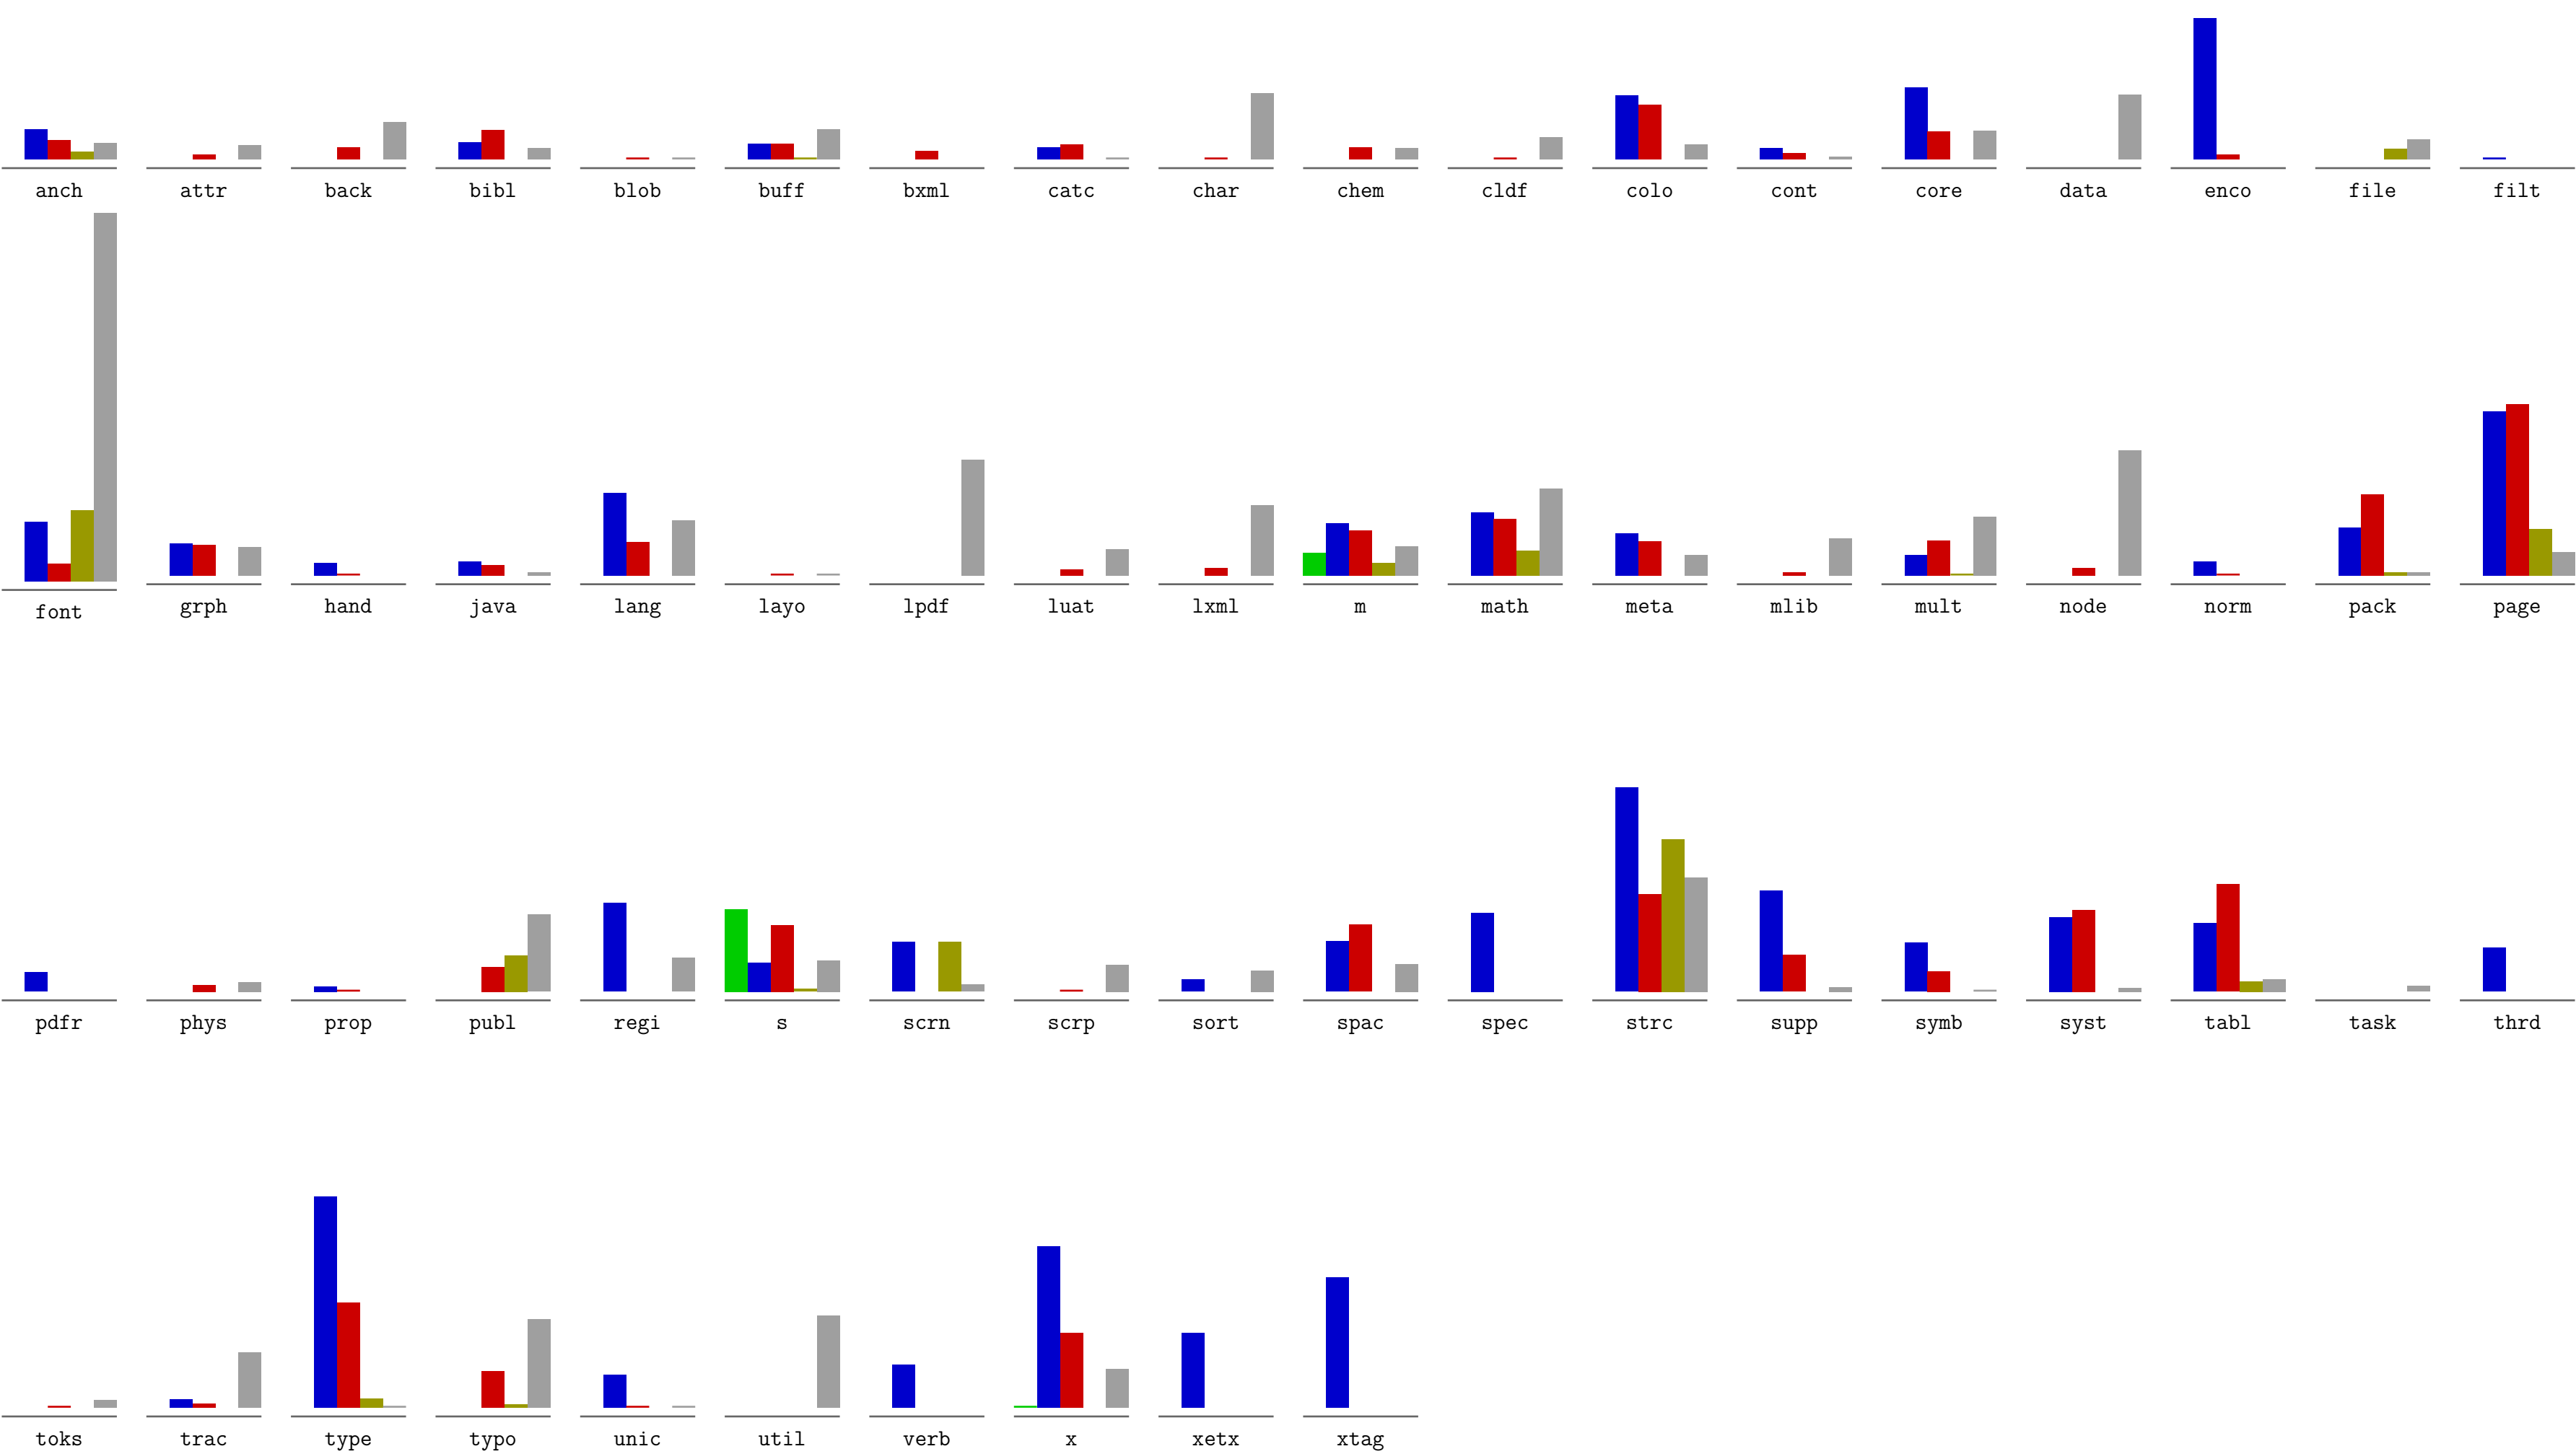 anch attr back bibl blob buff bxml catc char chem cldf colo cont core data enco file filt
font grph hand java lang layo lpdf luat lxml m math meta mlib mult node norm pack page
pdfr phys prop publ regi s scrn scrp sort spac spec strc supp symb syst tabl task thrd
toks trac type typo unic util verb x xetx xtag